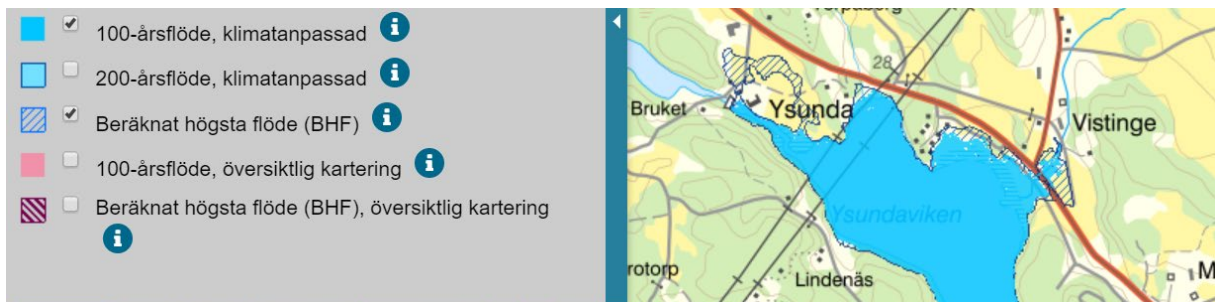 100-årsflöde, klimatanpassad
200-årsflöde, klimatanpassad
Beräknat högsta flöde (BHF)
100-årsflöde, översiktlig kartering
Beräknat högsta flöde (BHF), översiktlig kartering
28
Bruket
Ysunda
Vistinge
Ysundaviken
rotorp
Lindenäs
M